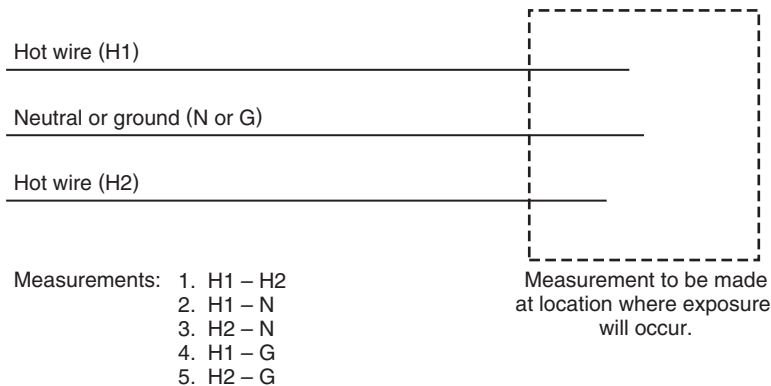 Hot wire (H1)
Neutral or ground (N or G)
Hot wire (H2)
Measurements: 1. H1 – H2
2. H1 – N
3. H2 – N
4. H1 – G
5. H2 – G
Measurement to be made
at location where exposure
will occur.